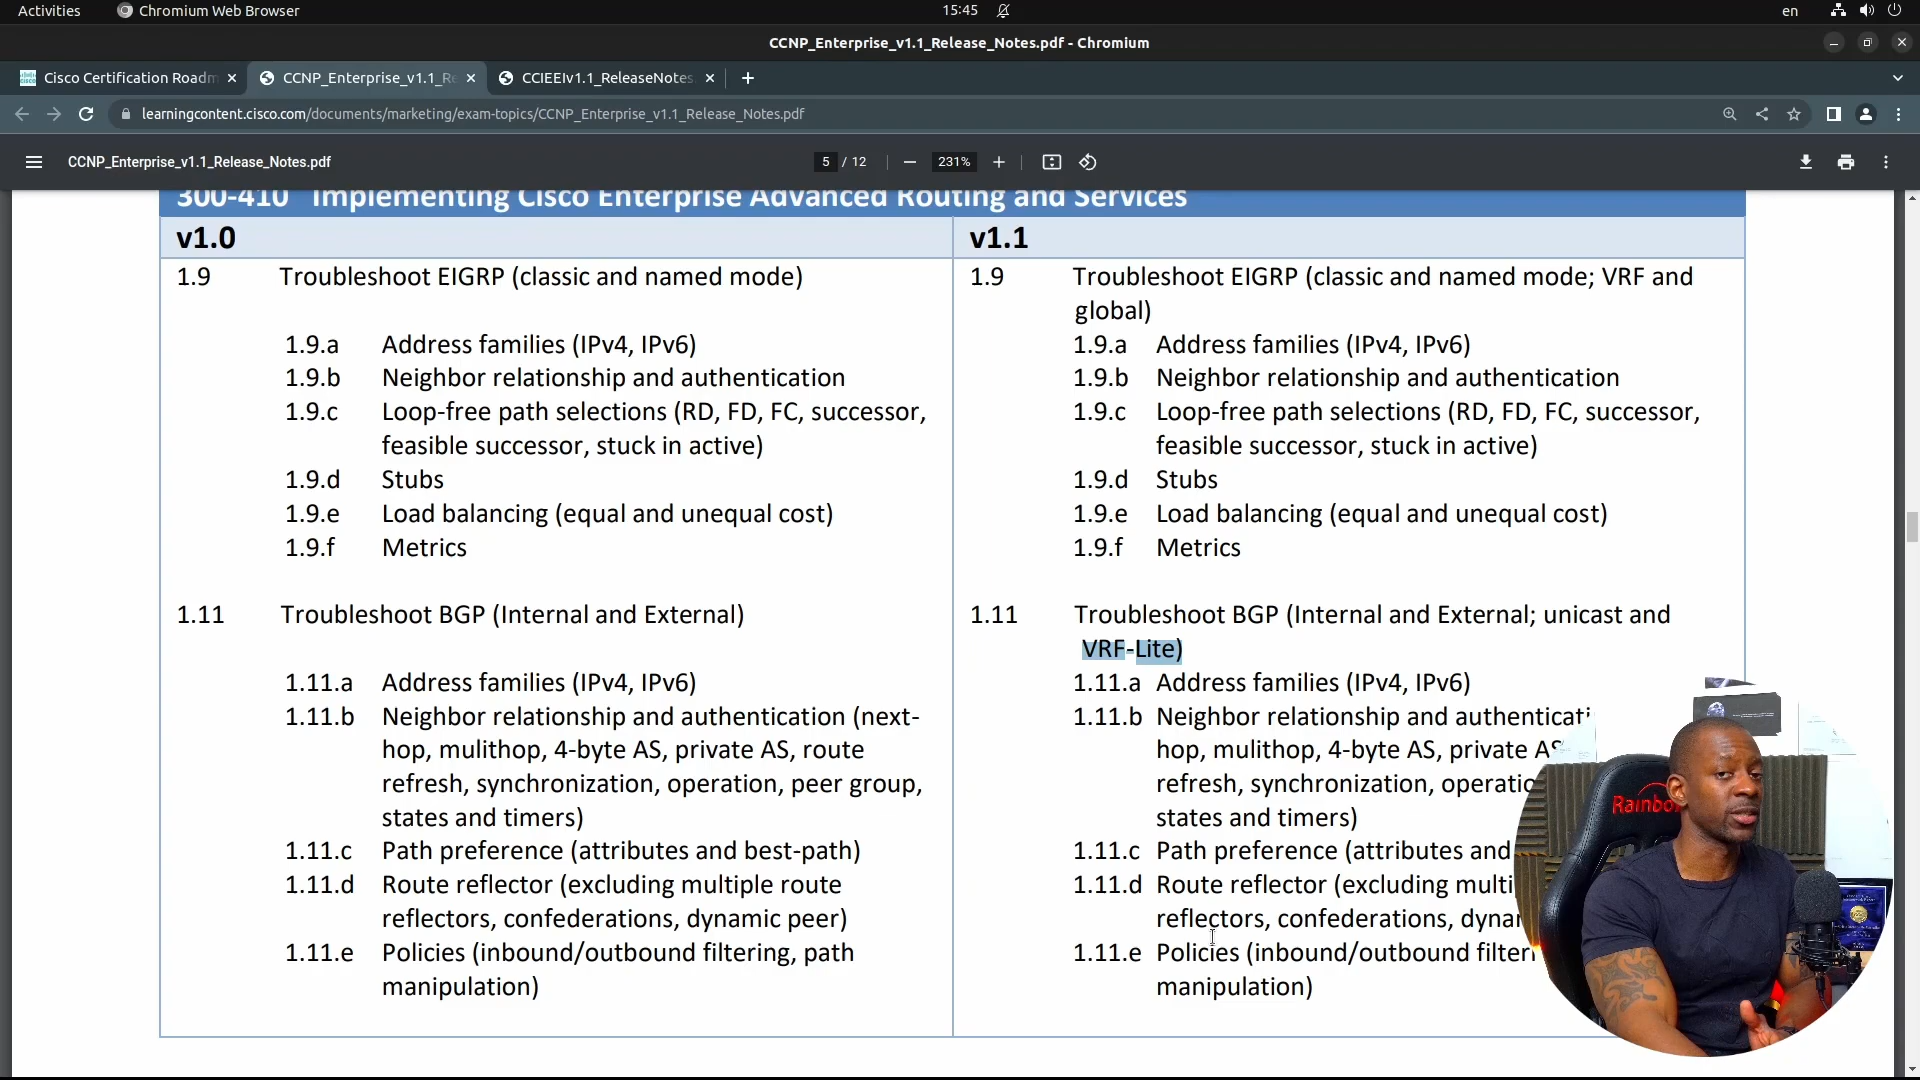 Activities
Chromium Web Browser
15:45
en
CCNP_Enterprise_v1.1_Release_Notes.pdf - Chromium
Cisco Certification Roadm
CCNP_Enterprise_v1.1_Re
CCIEEIv1.1_ReleaseNotes
learningcontent.cisco.com/documents/marketing/exam-topics/CCNP_Enterprise_v1.1_Release_Notes.pdf
CCNP_Enterprise_v1.1_Release_Notes.pdf
5 / 12
231%
300-410 Implementing Cisco Enterprise Advanced Routing and Services
v1.0
1.9 Troubleshoot EIGRP (classic and named mode)
1.9.a Address families (IPv4, IPv6)
1.9.b Neighbor relationship and authentication
1.9.c Loop-free path selections (RD, FD, FC, successor,
feasible successor, stuck in active)
1.9.d Stubs
1.9.e Load balancing (equal and unequal cost)
1.9.f Metrics
1.11 Troubleshoot BGP (Internal and External)
1.11.a Address families (IPv4, IPv6)
1.11.b Neighbor relationship and authentication (next-
hop, mulithop, 4-byte AS, private AS, route
refresh, synchronization, operation, peer group,
states and timers)
1.11.c Path preference (attributes and best-path)
1.11.d Route reflector (excluding multiple route
reflectors, confederations, dynamic peer)
1.11.e Policies (inbound/outbound filtering, path
manipulation)
v1.1
1.9 Troubleshoot EIGRP (classic and named mode; VRF and
global)
1.9.a Address families (IPv4, IPv6)
1.9.b Neighbor relationship and authentication
1.9.c Loop-free path selections (RD, FD, FC, successor,
feasible successor, stuck in active)
1.9.d Stubs
1.9.e Load balancing (equal and unequal cost)
1.9.f Metrics
1.11 Troubleshoot BGP (Internal and External; unicast and
VRF-Lite)
1.11.a Address families (IPv4, IPv6)
1.11.b Neighbor relationship and authenticati
hop, mulithop, 4-byte AS, private AS
refresh, synchronization, operatio
states and timers)
1.11.c Path preference (attributes and
1.11.d Route reflector (excluding multi
reflectors, confederations, dynam
1.11.e Policies (inbound/outbound filteri
manipulation)
Rainbo